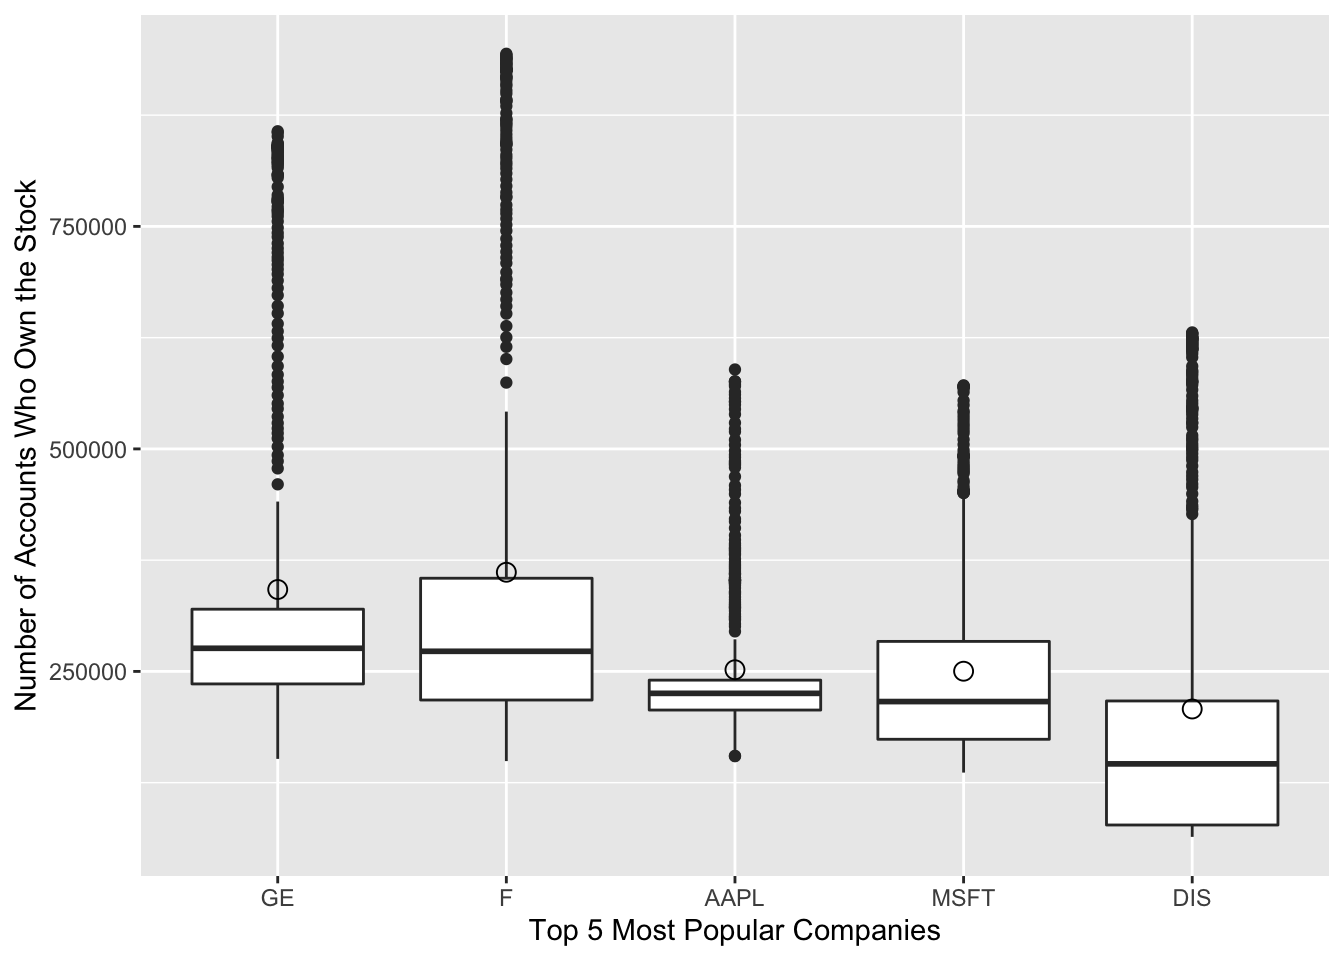 Number of Accounts Who Own the Stock
750000
500000
250000
GE F AAPL MSFT DIS
Top 5 Most Popular Companies